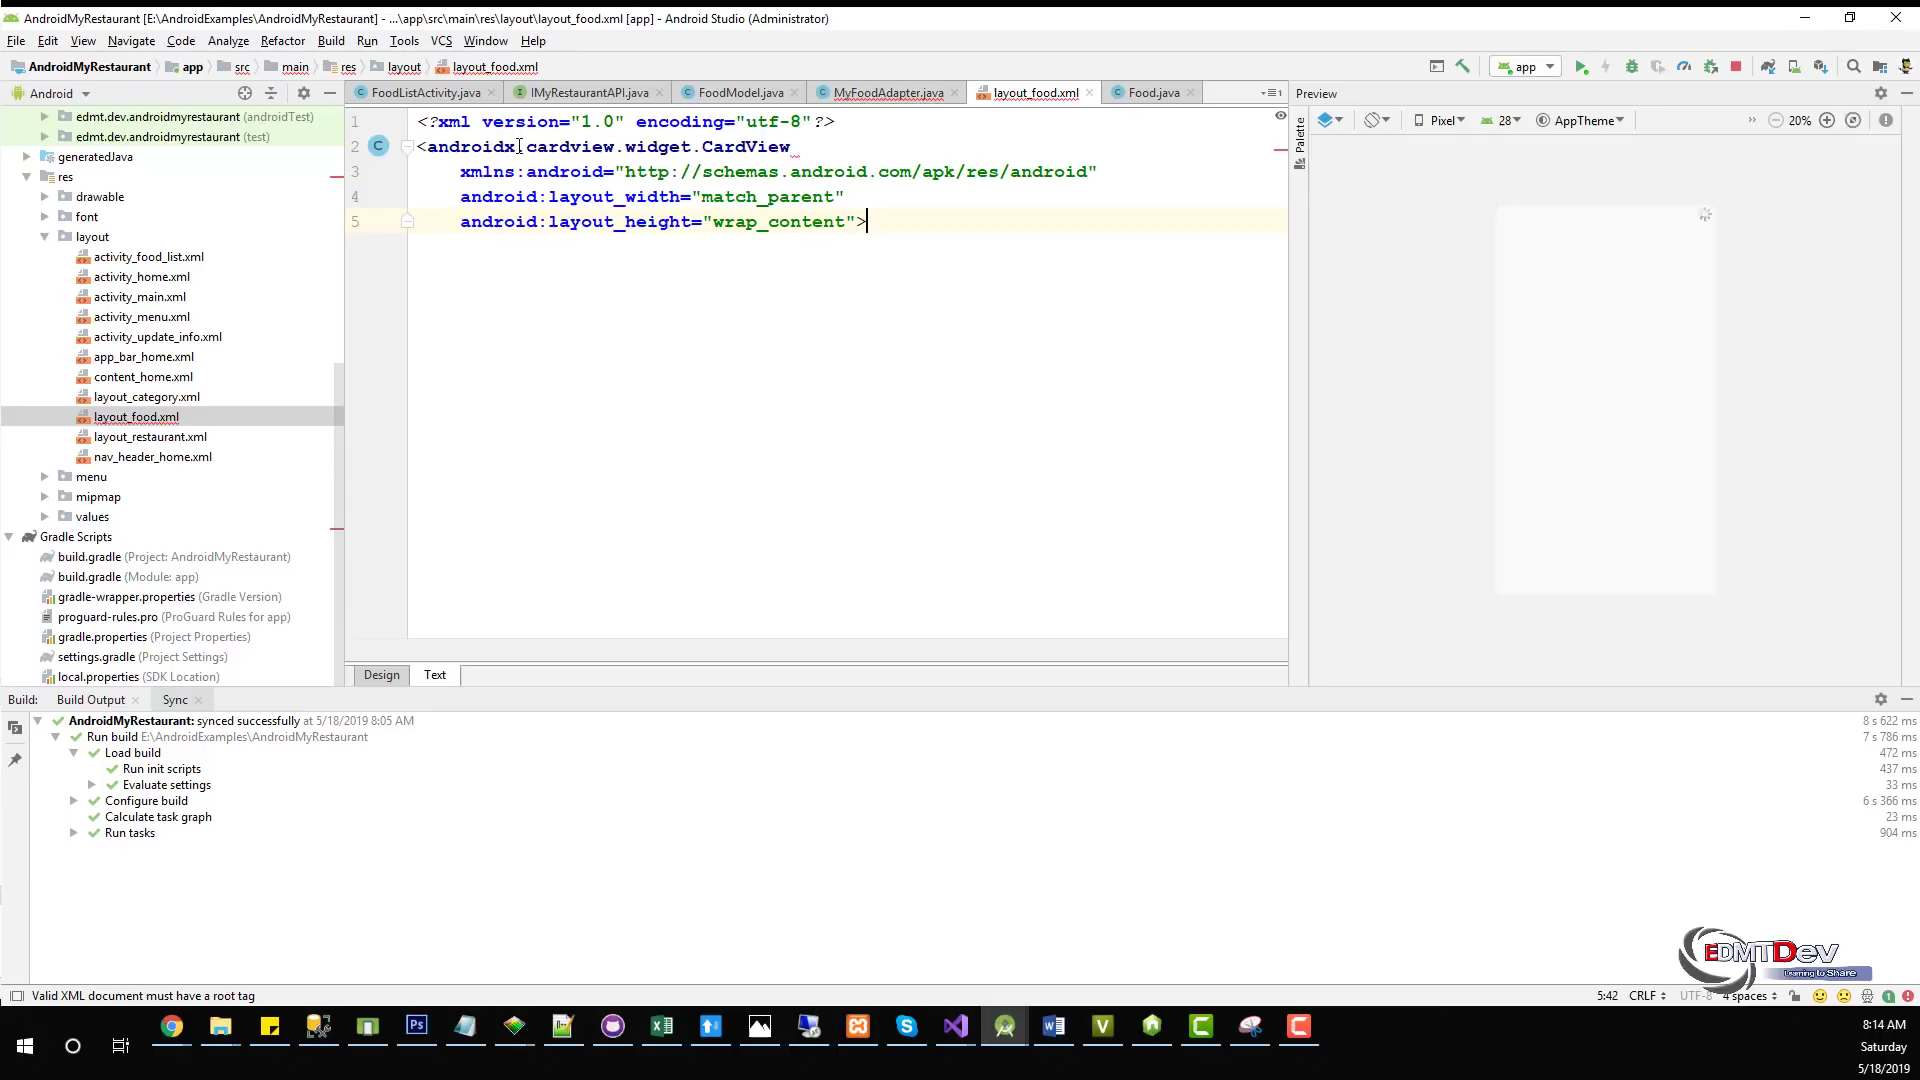 AndroidMyRestaurant [E:\AndroidExamples\AndroidMyRestaurant] - ...\app\src\main\res\layout\layout_food.xml [app] - Android Studio (Administrator)
File Edit View Navigate Code Analyze Refactor Build Run Tools VCS Window Help
AndroidMyRestaurant app src main res layout layout_food.xml app
Android FoodListActivity.java IMyRestaurantAPI.java FoodModel.java MyFoodAdapter.java layout_food.xml Food.java Preview
edmt.dev.androidmyrestaurant (androidTest)
edmt.dev.androidmyrestaurant (test)
generatedJava
res
drawable
font
layout
activity_food_list.xml
activity_home.xml
activity_main.xml
activity_menu.xml
activity_update_info.xml
app_bar_home.xml
content_home.xml
layout_category.xml
layout_food.xml
layout_restaurant.xml
nav_header_home.xml
menu
mipmap
values
Gradle Scripts
build.gradle (Project: AndroidMyRestaurant)
build.gradle (Module: app)
gradle-wrapper.properties (Gradle Version)
proguard-rules.pro (ProGuard Rules for app)
gradle.properties (Project Properties)
settings.gradle (Project Settings)
local.properties (SDK Location)
1 <?xml version="1.0" encoding="utf-8"?>
2 <androidx.cardview.widget.CardView
3 xmlns:android="http://schemas.android.com/apk/res/android"
4 android:layout_width="match_parent"
5 android:layout_height="wrap_content">
Design Text
Palette
Pixel 28 AppTheme 20%
Build: Build Output Sync
AndroidMyRestaurant: synced successfully at 5/18/2019 8:05 AM 8 s 622 ms
Run build E:\AndroidExamples\AndroidMyRestaurant 7 s 786 ms
Load build 472 ms
Run init scripts 437 ms
Evaluate settings 33 ms
Configure build 6 s 366 ms
Calculate task graph 23 ms
Run tasks 904 ms
EDMTDev
Learning to Share
Valid XML document must have a root tag 5:42 CRLF UTF-8 4 spaces 1
8:14 AM
Saturday
5/18/2019